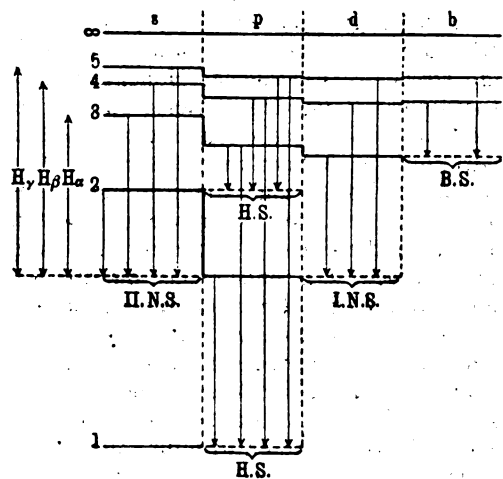 ∞ s p d b
5
4
3
Hγ Hβ Hα 2
H.S. B.S.
II.N.S. I.N.S.
1
H.S.